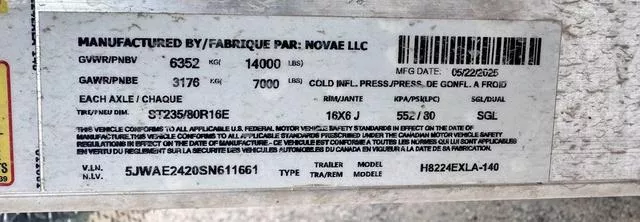 MANUFACTURED BY/FABRIQUE PAR: NOVAE LLC
GVWR/PNBV 6352 KG( 14000 LBS)
MFG DATE: 05/22/2025
GAWR/PNBE 3176 KG( 7000 LBS) COLD INFL. PRESS/PRESS. DE GONFL. A FROID
EACH AXLE / CHAQUE RIM/JANTE KPA/PSI(LPC) SGL/DUAL
TIRE/PNEU DIM. ST235/80R16E 16X6 J 552 / 80 SGL
THIS VEHICLE CONFORMS TO ALL APPLICABLE U.S. FEDERAL MOTOR VEHICLE SAFETY STANDARDS IN EFFECT ON THE DATE OF
MANUFACTURE/THIS VEHICLE CONFORMS TO ALL APPLICABLE STANDARDS PRESCRIBED UNDER THE CANADIAN MOTOR VEHICLE SAFETY
REGULATIONS IN EFFECT ON THE DATE OF MANUFACTURE - CE VEHICULE EST CONFORME A TOUTES LES NORMES QUI LUI SONT APPLICABLES
EN VERTU DU REGLEMENT SUR LA SECURITE DES VEHICULES AUTOMOBILES DU CANADA EN VIGUEUR A LA DATE DE SA FABRICATION
V.I.N. 5JWAE2420SN611661 TYPE TRAILER MODEL H8224EXLA-140
N.I.V. TRA/REM MODELE